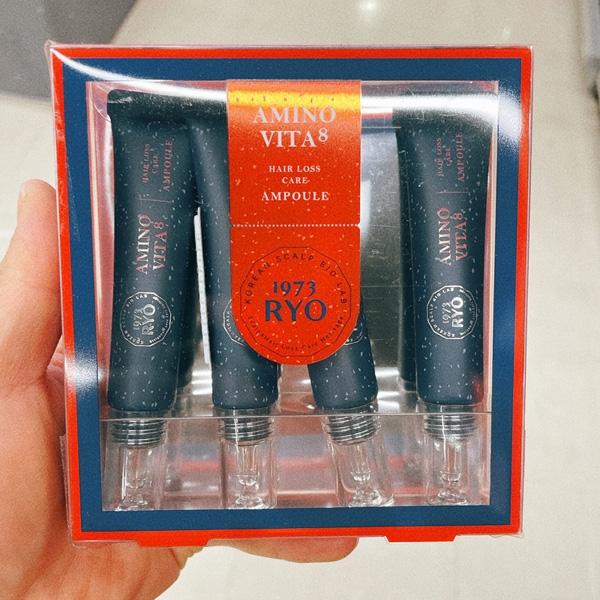 AMINO
VITA8
HAIR LOSS
CARE
AMPOULE
KOREAN SCALP BIO LAB
1973
RYO
HAIR LOSS
CARE
AMPOULE
AMINO
VITA8
1973
RYO
HAIR LOSS
CARE
AMPOULE
AMINO
VITA8
1973
RYO